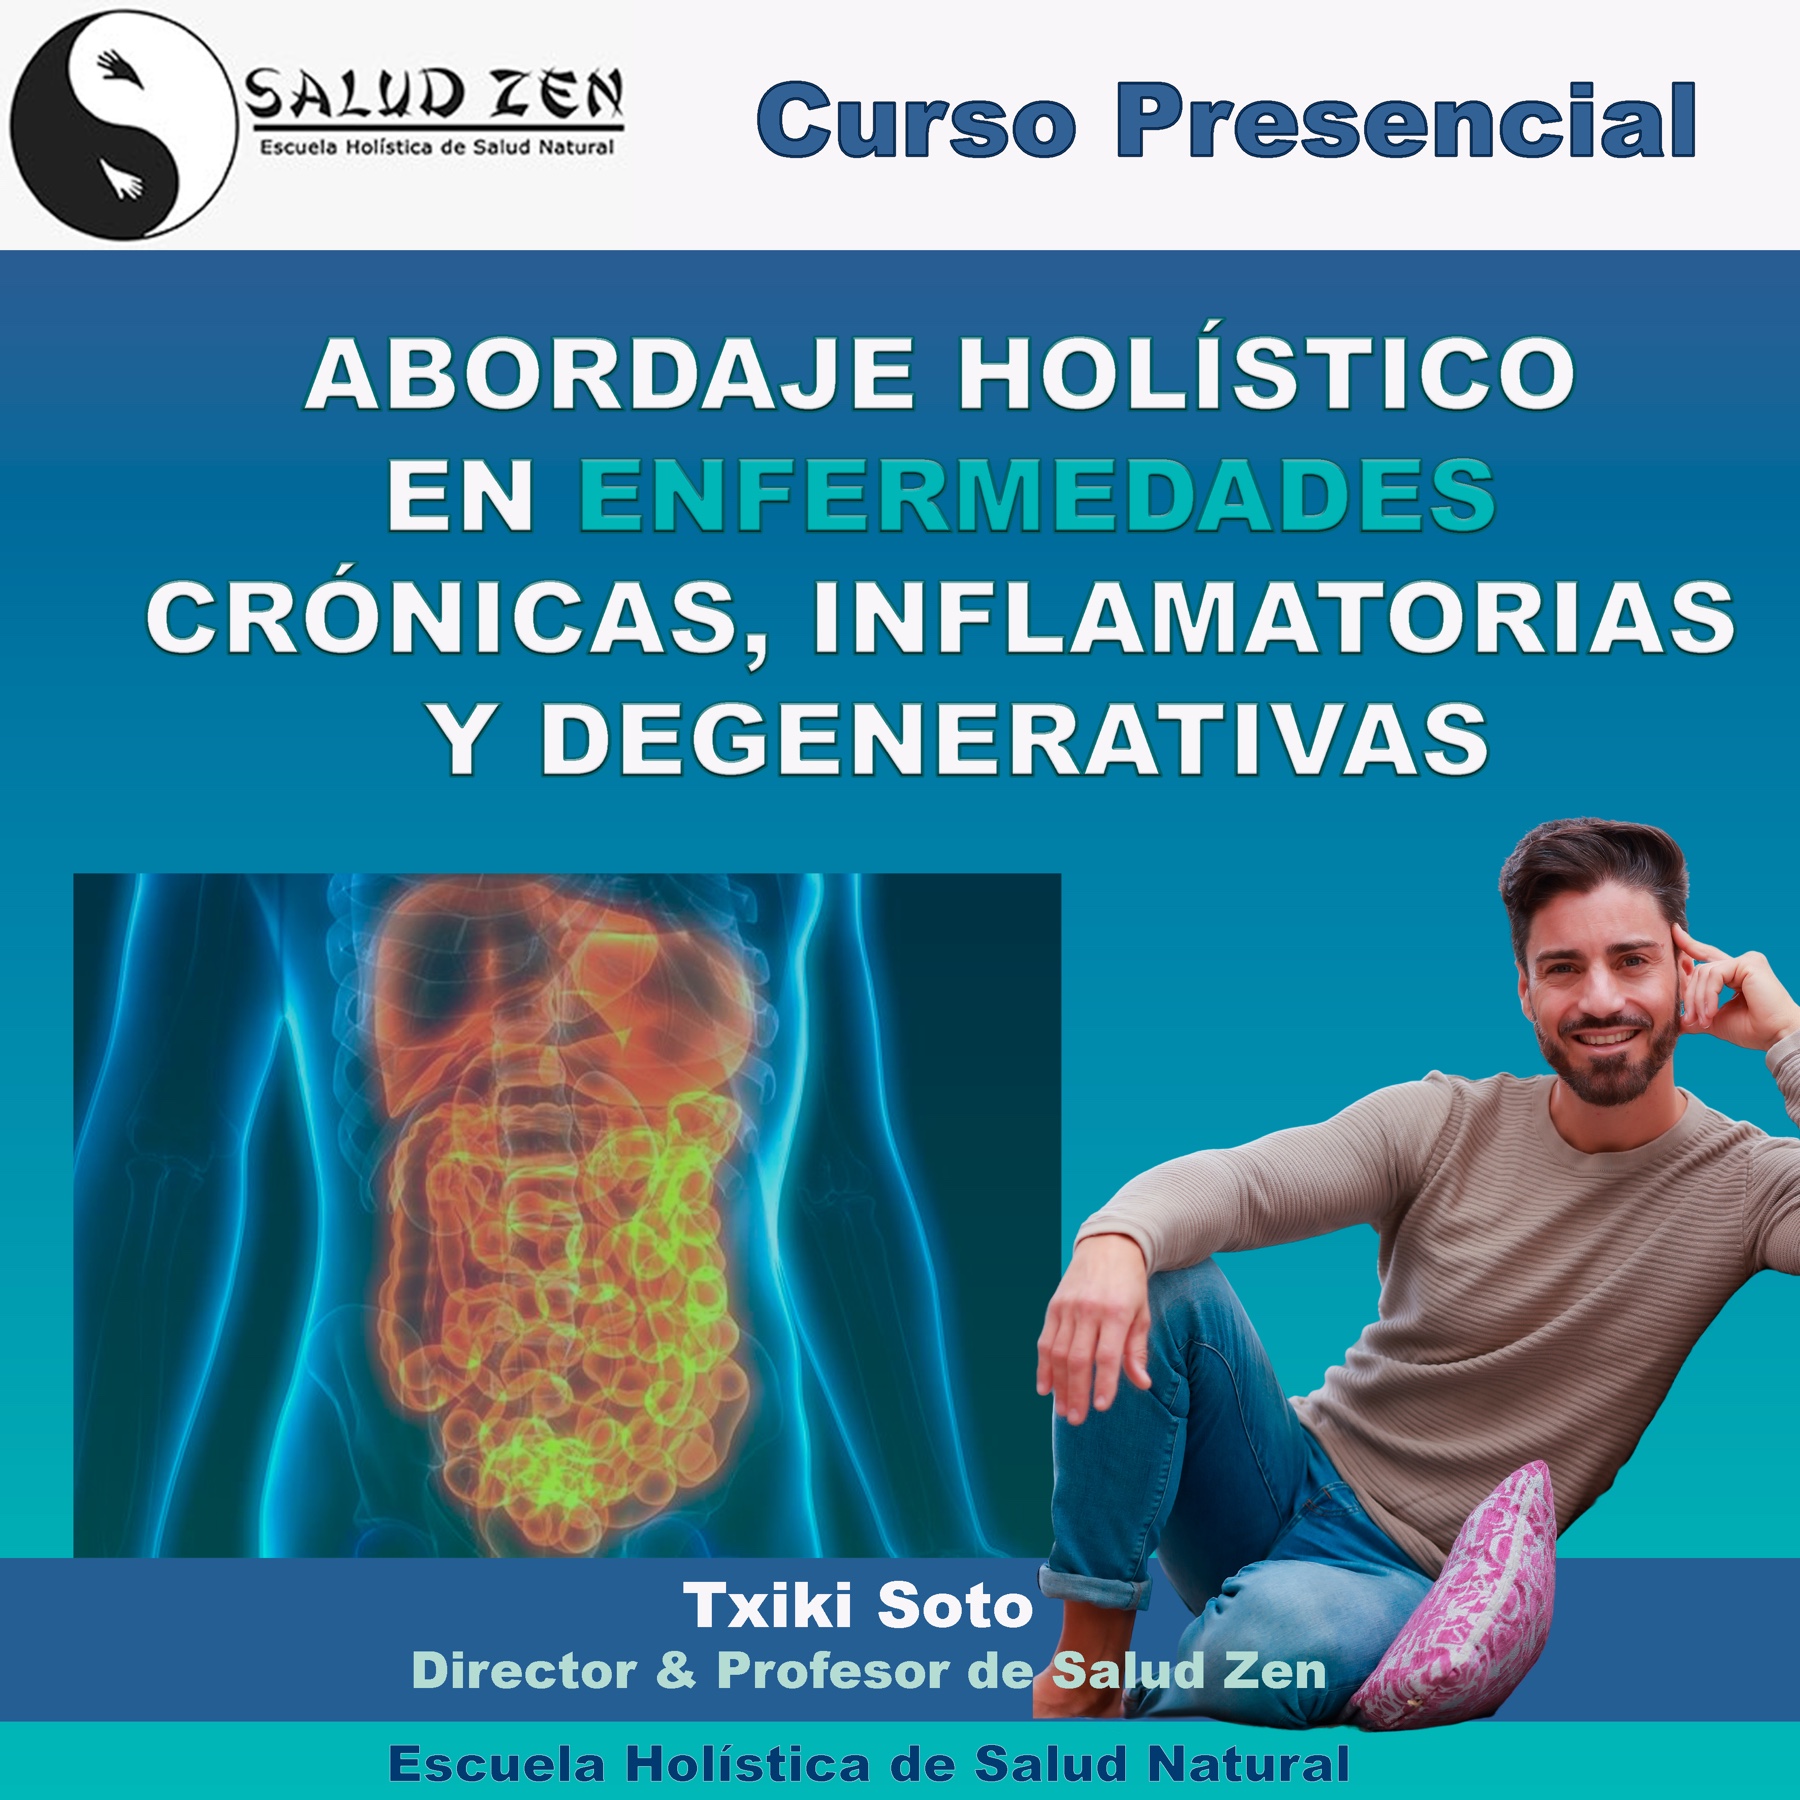 SALUD ZEN
Escuela Holística de Salud Natural
Curso Presencial
ABORDAJE HOLÍSTICO
EN ENFERMEDADES
CRÓNICAS, INFLAMATORIAS
Y DEGENERATIVAS
Txiki Soto
Director & Profesor de Salud Zen
Escuela Holística de Salud Natural